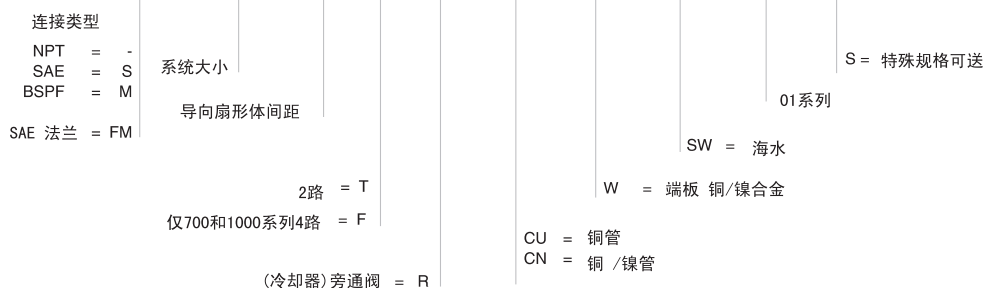 连接类型
NPT = -
SAE = S
BSPF = M
SAE 法兰 = FM
系统大小
导向扇形体间距
2路 = T
仅700和1000系列4路 = F
(冷却器)旁通阀 = R
CU = 铜管
CN = 铜 /镍管
W = 端板 铜/镍合金
SW = 海水
01系列
S = 特殊规格可送